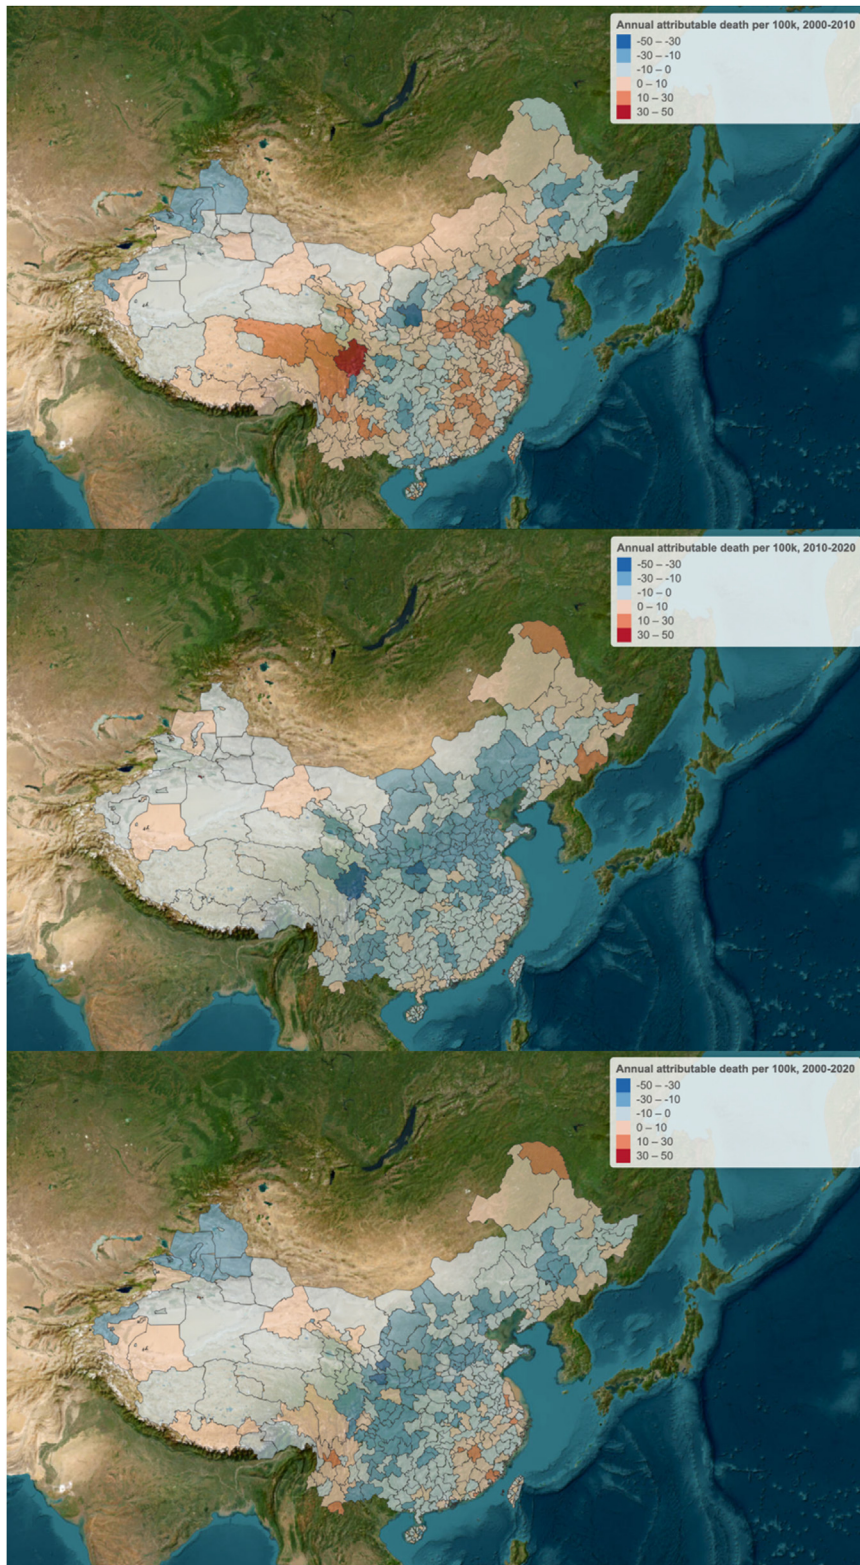 Annual attributable death per 100k, 2000-2010
-50 – -30
-30 – -10
-10 – 0
0 – 10
10 – 30
30 – 50
Annual attributable death per 100k, 2010-2020
-50 – -30
-30 – -10
-10 – 0
0 – 10
10 – 30
30 – 50
Annual attributable death per 100k, 2000-2020
-50 – -30
-30 – -10
-10 – 0
0 – 10
10 – 30
30 – 50